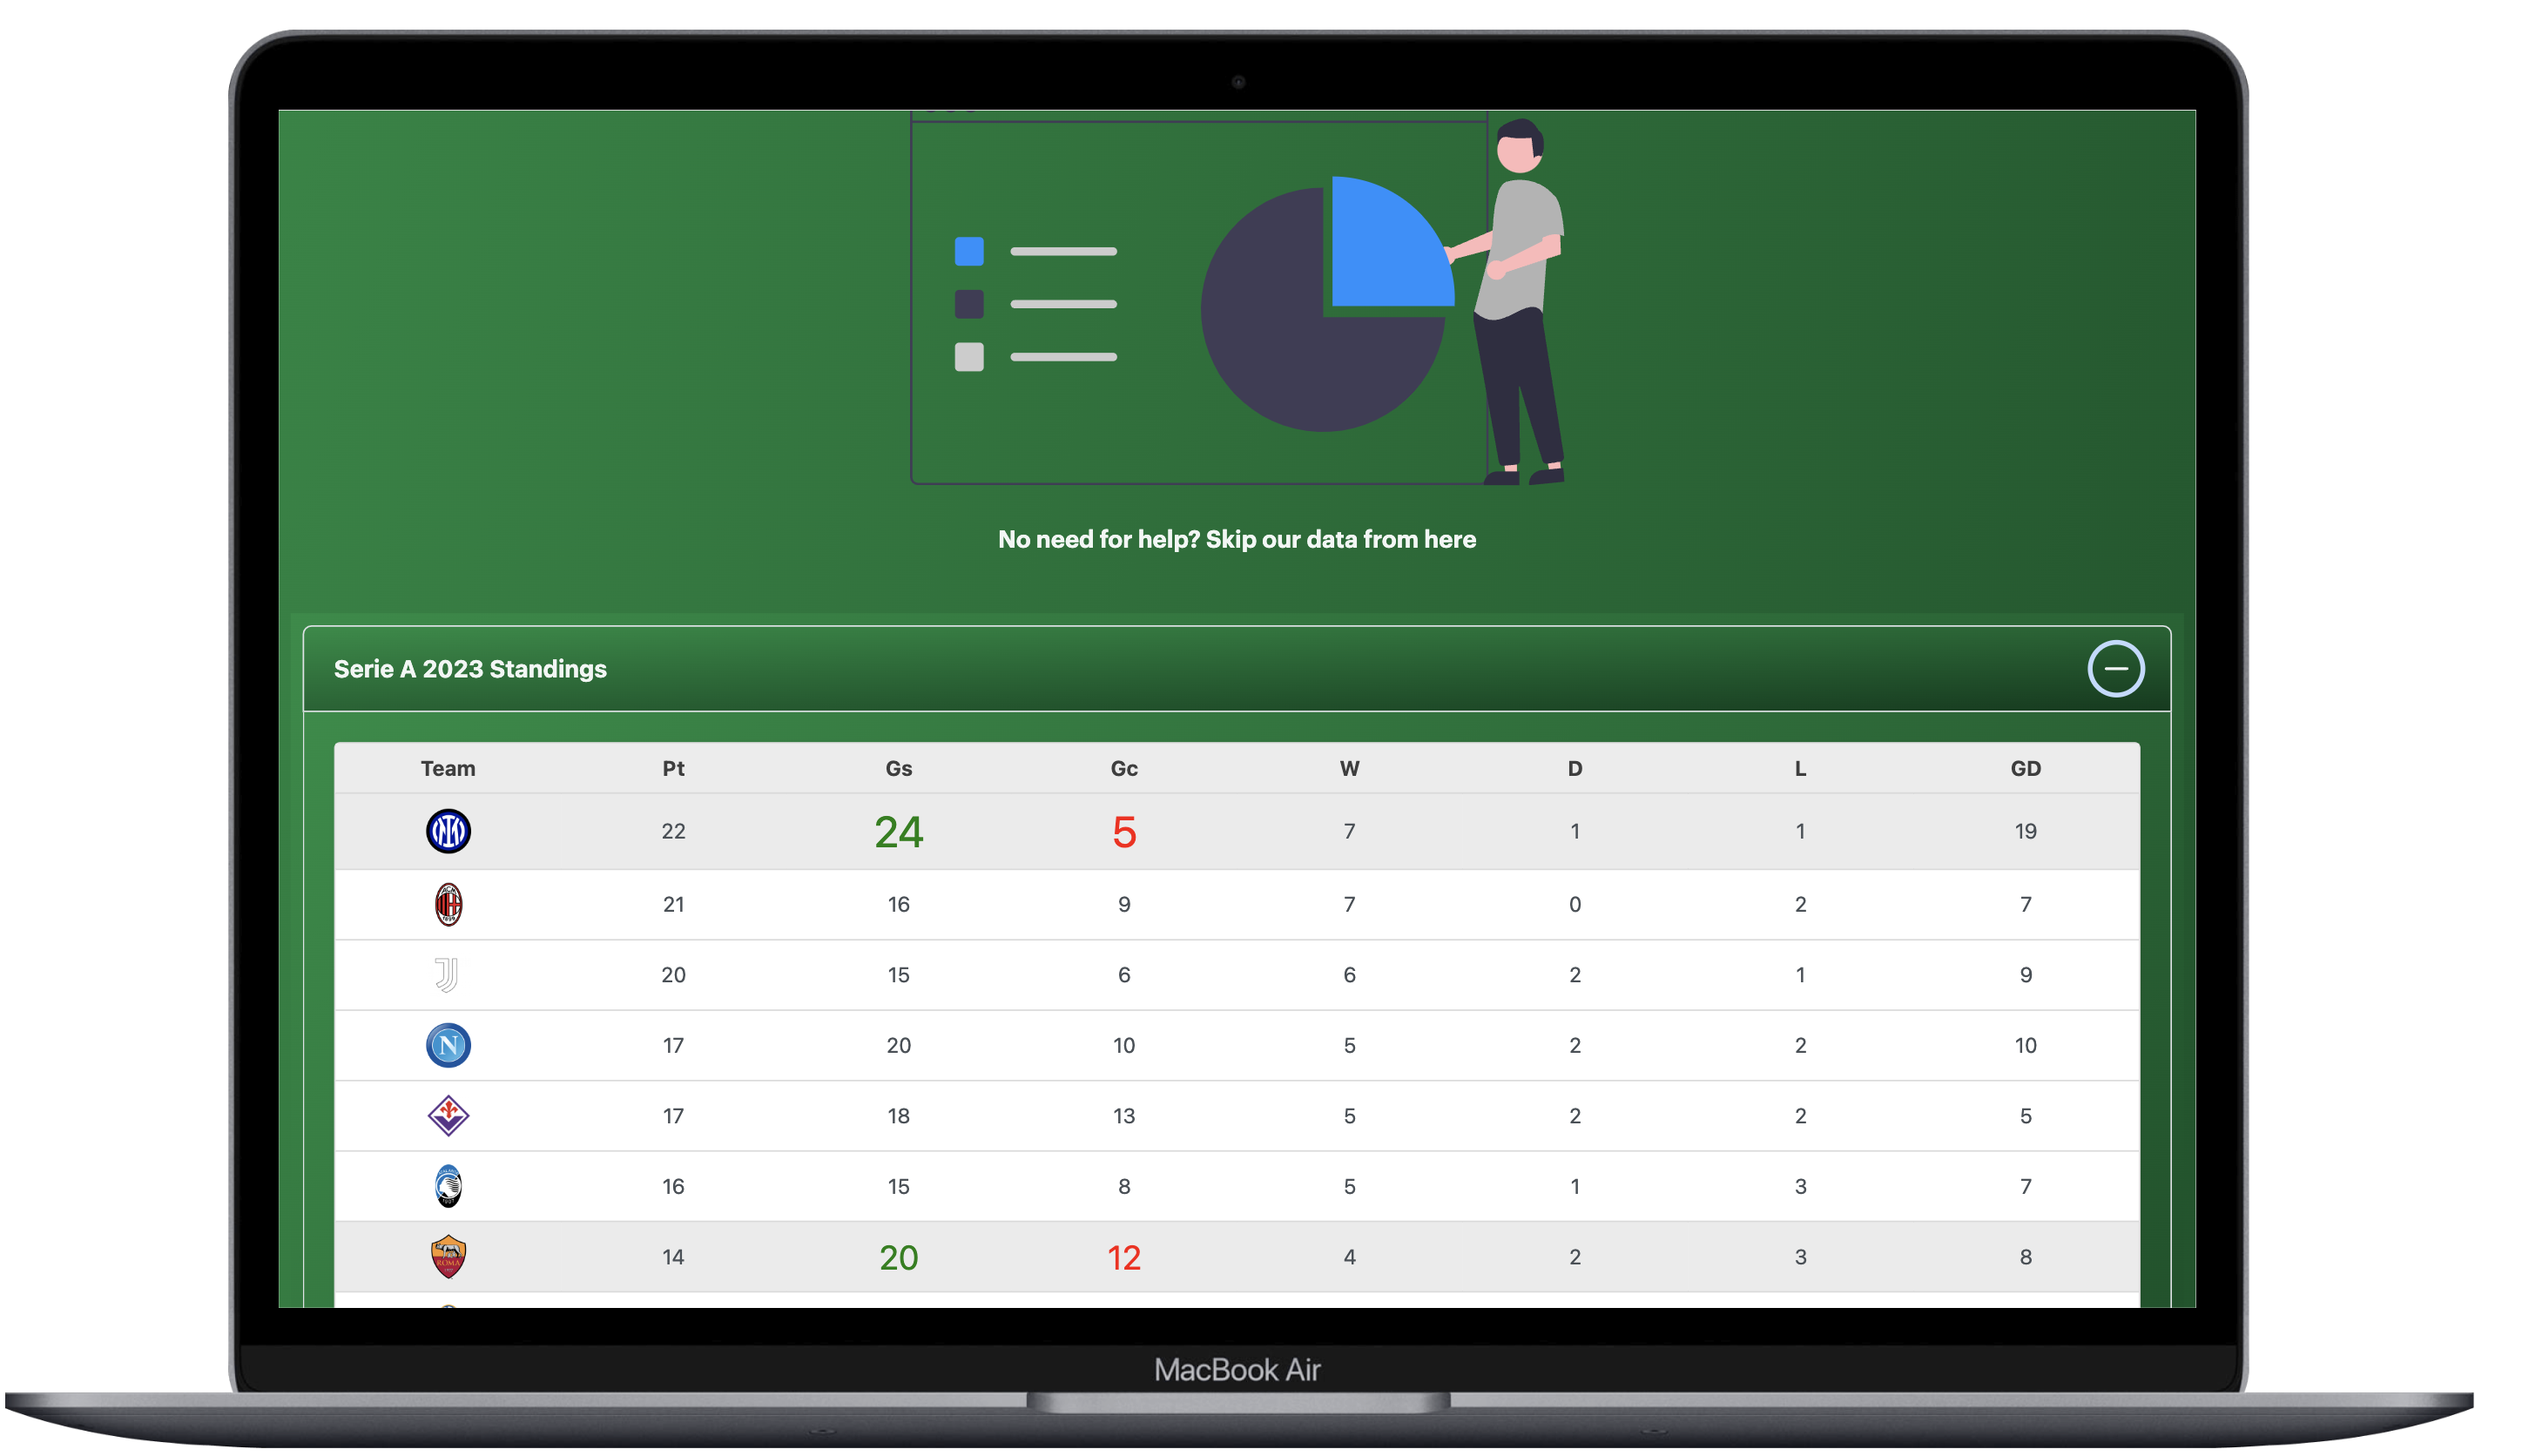 No need for help? Skip our data from here
Serie A 2023 Standings
Team Pt Gs Gc W D L GD
22 24 5 7 1 1 19
21 16 9 7 0 2 7
20 15 6 6 2 1 9
N 17 20 10 5 2 2 10
17 18 13 5 2 2 5
16 15 8 5 1 3 7
ROMA 14 20 12 4 2 3 8
MacBook Air